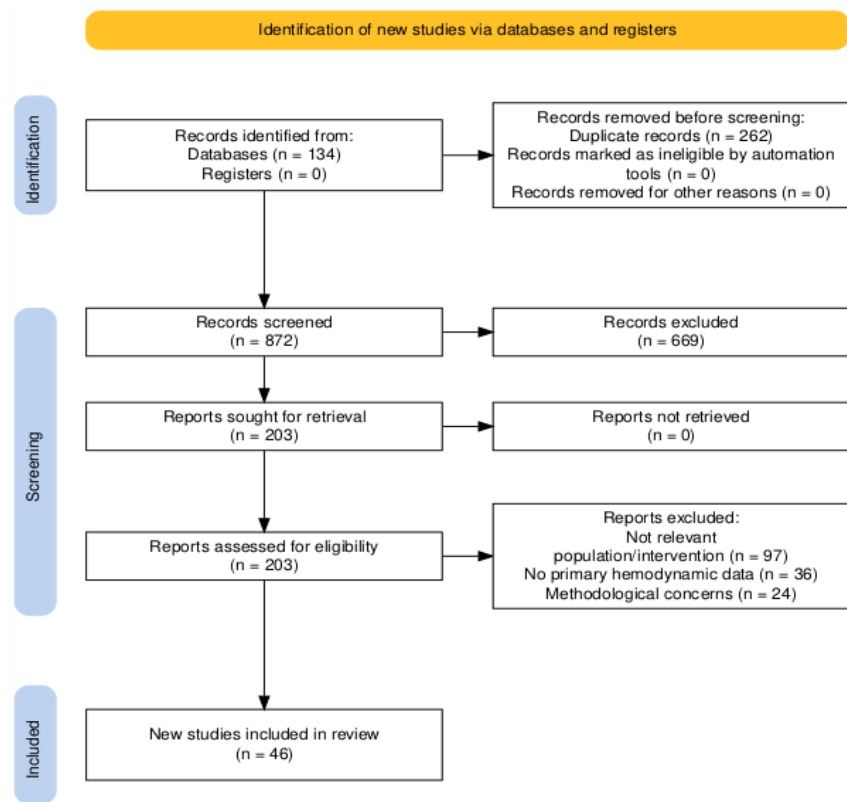 Identification of new studies via databases and registers
Identification
Records identified from:
Databases (n = 134)
Registers (n = 0)
Records removed before screening:
Duplicate records (n = 262)
Records marked as ineligible by automation
tools (n = 0)
Records removed for other reasons (n = 0)
Screening
Records screened
(n = 872)
Records excluded
(n = 669)
Reports sought for retrieval
(n = 203)
Reports not retrieved
(n = 0)
Reports assessed for eligibility
(n = 203)
Reports excluded:
Not relevant
population/intervention (n = 97)
No primary hemodynamic data (n = 36)
Methodological concerns (n = 24)
Included
New studies included in review
(n = 46)